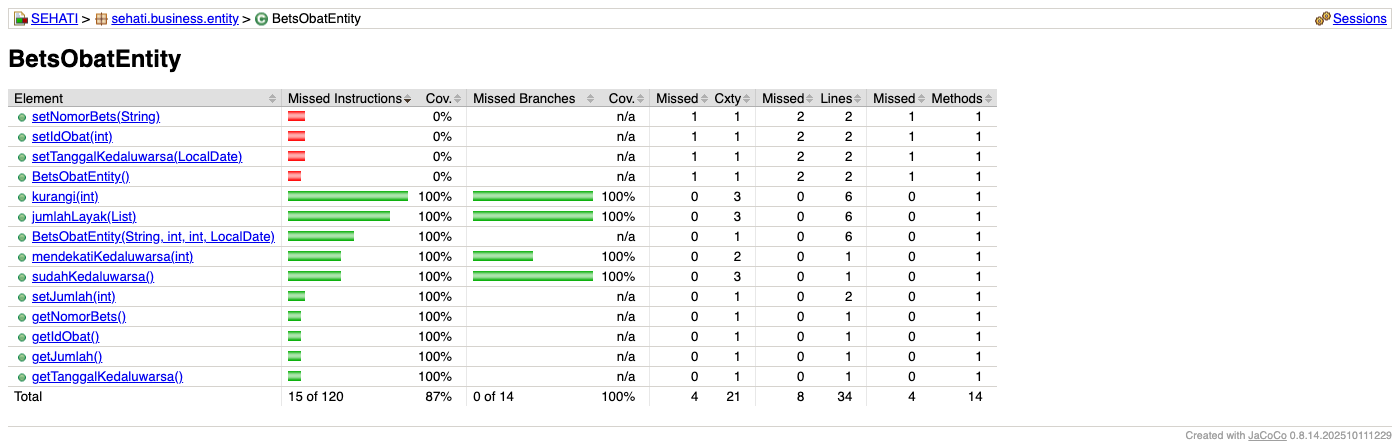 SEHATI > sehati.business.entity > BetsObatEntity Sessions
BetsObatEntity
Element Missed Instructions Cov. Missed Branches Cov. Missed Cxty Missed Lines Missed Methods
setNomorBets(String) 0% n/a 1 1 2 2 1 1
setIdObat(int) 0% n/a 1 1 2 2 1 1
setTanggalKedaluwarsa(LocalDate) 0% n/a 1 1 2 2 1 1
BetsObatEntity() 0% n/a 1 1 2 2 1 1
kurangi(int) 100% 100% 0 3 0 6 0 1
jumlahLayak(List) 100% 100% 0 3 0 6 0 1
BetsObatEntity(String, int, int, LocalDate) 100% n/a 0 1 0 6 0 1
mendekatiKedaluwarsa(int) 100% 100% 0 2 0 1 0 1
sudahKedaluwarsa() 100% 100% 0 3 0 1 0 1
setJumlah(int) 100% n/a 0 1 0 2 0 1
getNomorBets() 100% n/a 0 1 0 1 0 1
getIdObat() 100% n/a 0 1 0 1 0 1
getJumlah() 100% n/a 0 1 0 1 0 1
getTanggalKedaluwarsa() 100% n/a 0 1 0 1 0 1
Total 15 of 120 87% 0 of 14 100% 4 21 8 34 4 14
Created with JaCoCo 0.8.14.202510111229